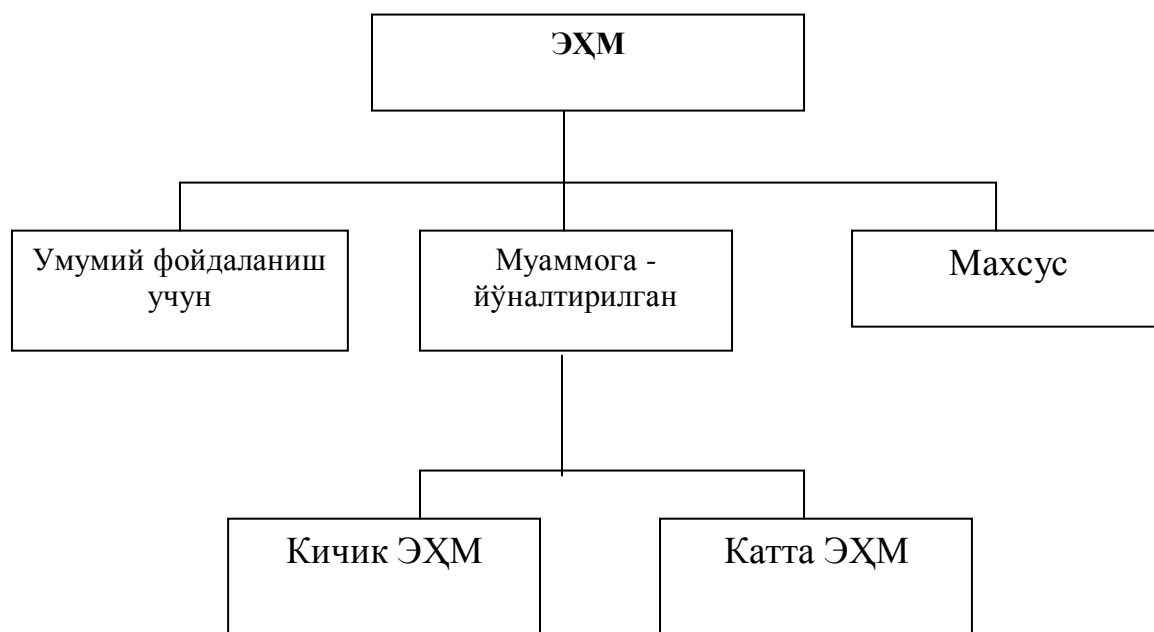 ЭҲМ
Умумий фойдаланиш
учун
Муаммога -
йўналтирилган
Махсус
Кичик ЭҲМ
Катта ЭҲМ